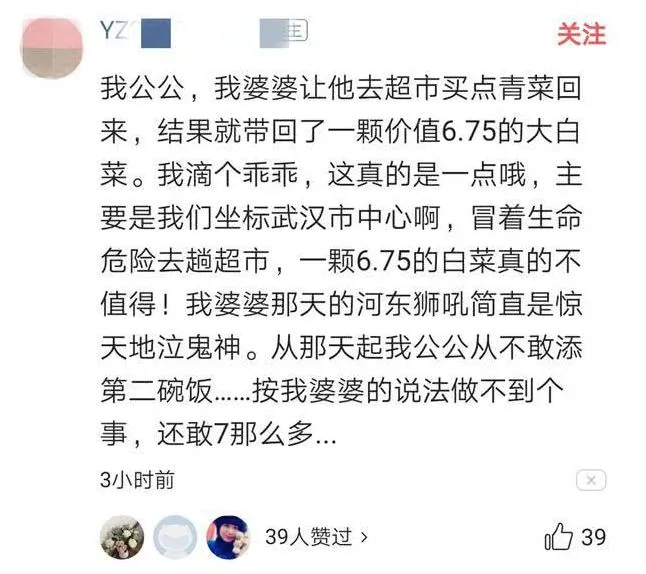 YZ
主
关注
我公公，我婆婆让他去超市买点青菜回
来，结果就带回了一颗价值6.75的大白
菜。我滴个乖乖，这真的是一点哦，主
要是我们坐标武汉市中心啊，冒着生命
危险去趟超市，一颗6.75的白菜真的不
值得！我婆婆那天的河东狮吼简直是惊
天地泣鬼神。从那天起我公公从不敢添
第二碗饭……按我婆婆的说法做不到个
事，还敢7那么多...
3小时前
39人赞过 >
39